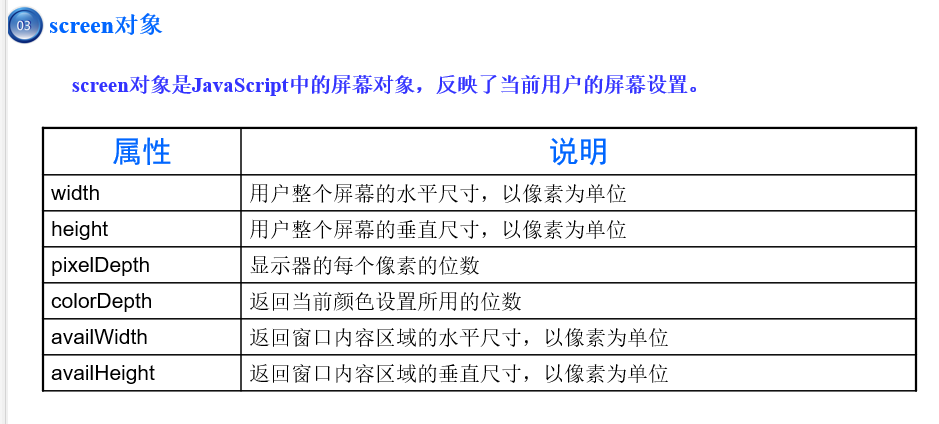 03 screen对象
screen对象是JavaScript中的屏幕对象，反映了当前用户的屏幕设置。
属性 说明
width 用户整个屏幕的水平尺寸，以像素为单位
height 用户整个屏幕的垂直尺寸，以像素为单位
pixelDepth 显示器的每个像素的位数
colorDepth 返回当前颜色设置所用的位数
availWidth 返回窗口内容区域的水平尺寸，以像素为单位
availHeight 返回窗口内容区域的垂直尺寸，以像素为单位